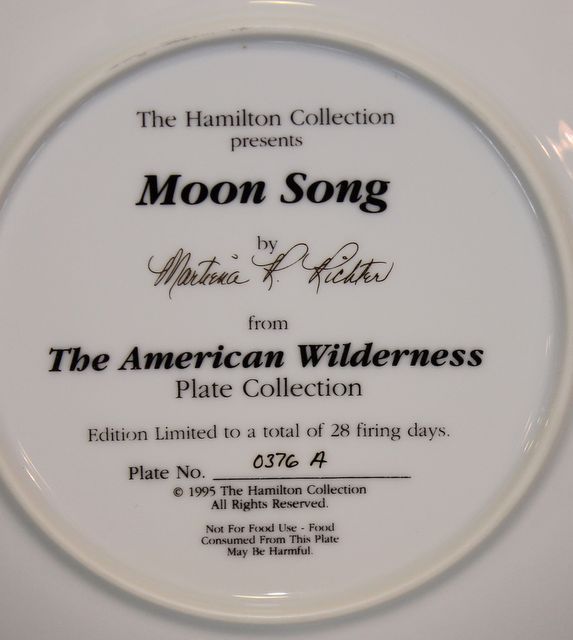 The Hamilton Collection
presents
Moon Song
by
Martiena R. Richter
from
The American Wilderness
Plate Collection
Edition Limited to a total of 28 firing days.
Plate No. 0376 A
© 1995 The Hamilton Collection
All Rights Reserved.
Not For Food Use - Food
Consumed From This Plate
May Be Harmful.